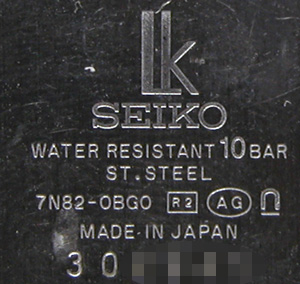 LK
SEIKO
WATER RESISTANT 10BAR
ST. STEEL
7N82-0BG0 R2 AG
MADE IN JAPAN
30